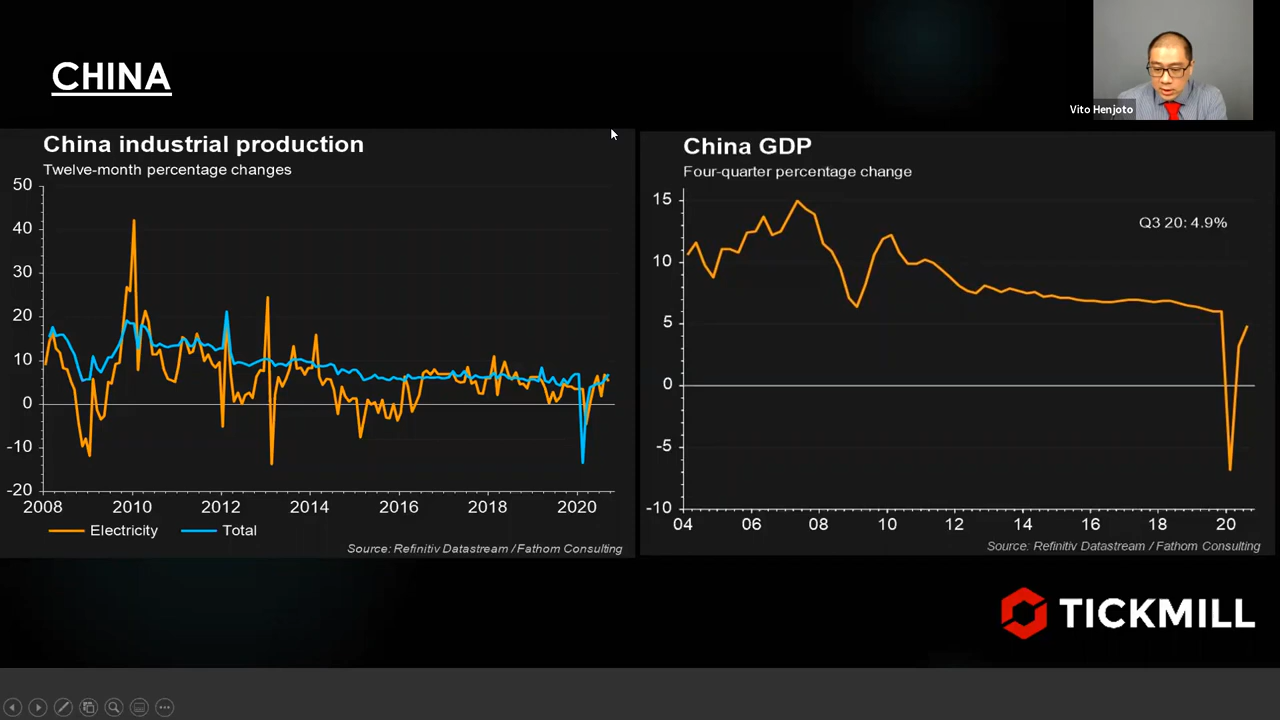 CHINA
Vito Henjoto
China industrial production
Twelve-month percentage changes
50
40
30
20
10
0
-10
-20
2008 2010 2012 2014 2016 2018 2020
Electricity Total
Source: Refinitiv Datastream / Fathom Consulting
China GDP
Four-quarter percentage change
Q3 20: 4.9%
15
10
5
0
-5
-10
04 06 08 10 12 14 16 18 20
Source: Refinitiv Datastream / Fathom Consulting
TICKMILL